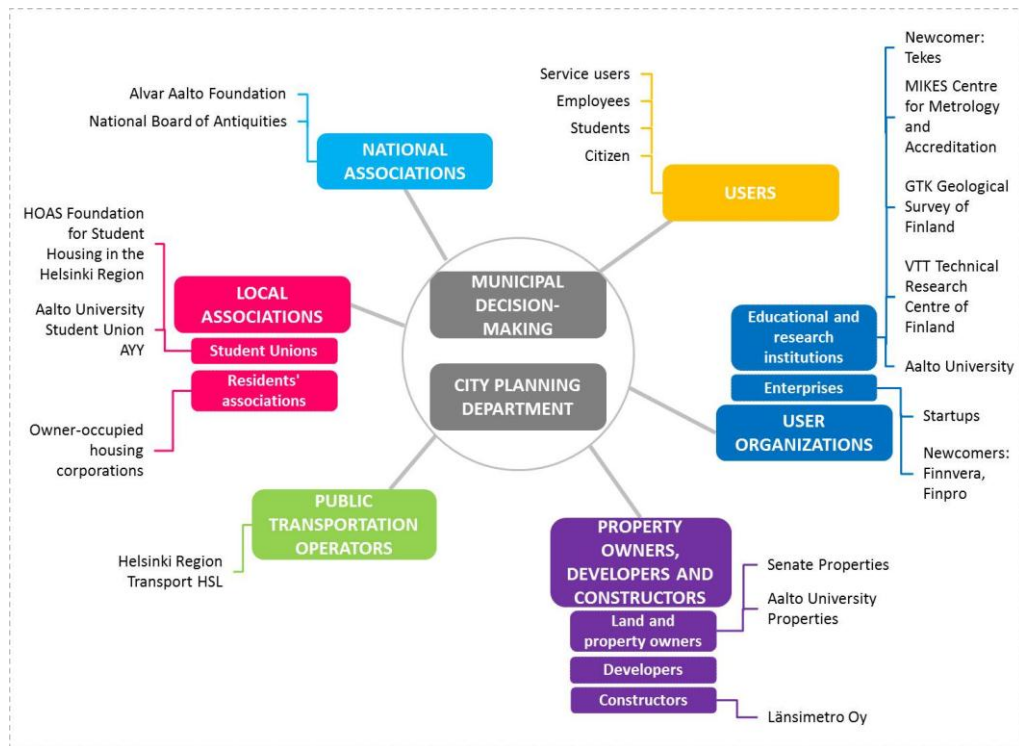 Alvar Aalto Foundation
National Board of Antiquities
NATIONAL
ASSOCIATIONS
Service users
Employees
Students
Citizen
USERS
Newcomer:
Tekes
MIKES Centre
for Metrology
and
Accreditation
GTK Geological
Survey of
Finland
VTT Technical
Research
Centre of
Finland
Aalto University
Educational and
research
institutions
Enterprises
USER
ORGANIZATIONS
Startups
Newcomers:
Finnvera,
Finpro
HOAS Foundation
for Student
Housing in the
Helsinki Region
Aalto University
Student Union
AYY
LOCAL
ASSOCIATIONS
Student Unions
Residents'
associations
Owner-occupied
housing
corporations
MUNICIPAL
DECISION-
MAKING
CITY PLANNING
DEPARTMENT
PUBLIC
TRANSPORTATION
OPERATORS
Helsinki Region
Transport HSL
PROPERTY
OWNERS,
DEVELOPERS AND
CONSTRUCTORS
Land and
property owners
Developers
Constructors
Senate Properties
Aalto University
Properties
Länsimetro Oy